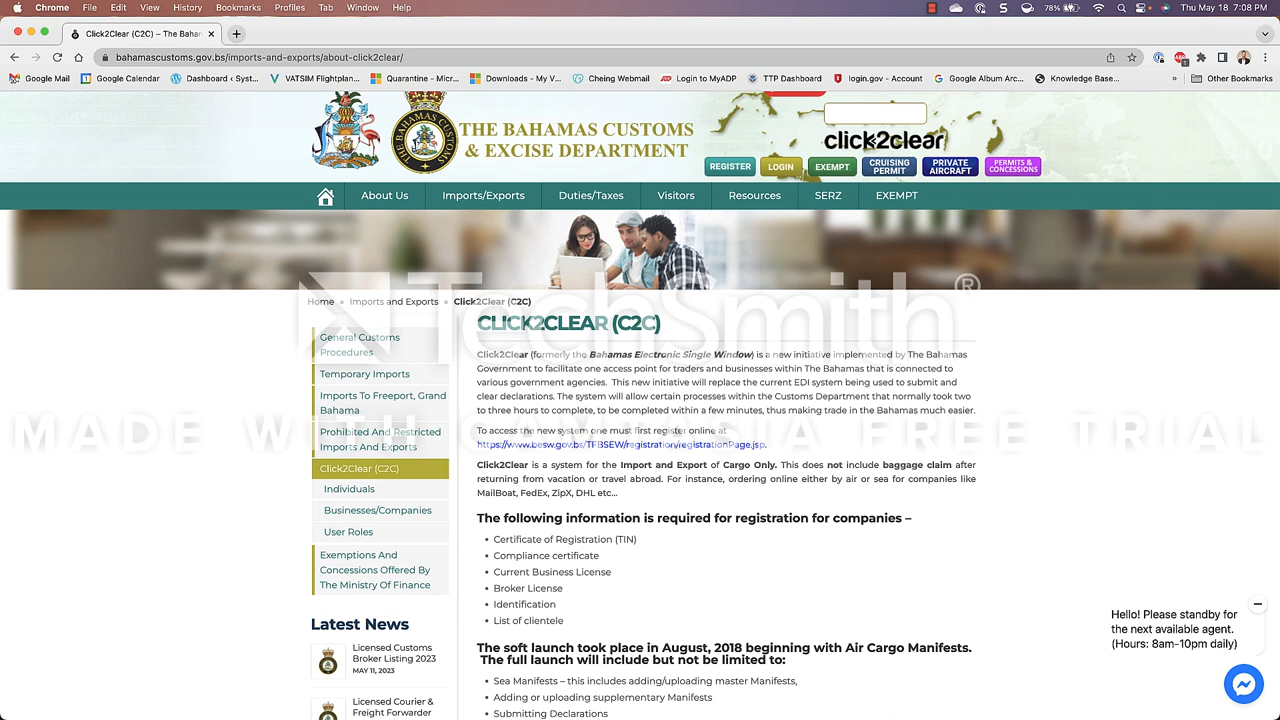 Chrome File Edit View History Bookmarks Profiles Tab Window Help 78% Thu May 18 7:08 PM
Click2Clear (C2C) – The Bahan
bahamascustoms.gov.bs/imports-and-exports/about-click2clear/
Google Mail Google Calendar Dashboard ‹ Syst... VATSIM Flightplan... Quarantine - Micr... Downloads - My V... Cheing Webmail Login to MyADP TTP Dashboard login.gov - Account Google Album Arc... Knowledge Base... » Other Bookmarks
THE BAHAMAS CUSTOMS
& EXCISE DEPARTMENT
click2clear
REGISTER LOGIN EXEMPT CRUISING PERMIT PRIVATE AIRCRAFT PERMITS & CONCESSIONS
About Us Imports/Exports Duties/Taxes Visitors Resources SERZ EXEMPT
TechSmith®
Home » Imports and Exports » Click2Clear (C2C)
General Customs
Procedures
Temporary Imports
Imports To Freeport, Grand
Bahama
Prohibited And Restricted
Imports And Exports
Click2Clear (C2C)
Individuals
Businesses/Companies
User Roles
Exemptions And
Concessions Offered By
The Ministry Of Finance
Latest News
Licensed Customs
Broker Listing 2023
MAY 11, 2023
Licensed Courier &
Freight Forwarder
CLICK2CLEAR (C2C)
Click2Clear (formerly the Bahamas Electronic Single Window) is a new initiative implemented by The Bahamas
Government to facilitate one access point for traders and businesses within The Bahamas that is connected to
various government agencies. This new initiative will replace the current EDI system being used to submit and
clear declarations. The system will allow certain processes within the Customs Department that normally took two
to three hours to complete, to be completed within a few minutes, thus making trade in the Bahamas much easier.
To access the new system one must first register online at
https://www.besw.gov.bs/TFBSEW/registration/registrationPage.jsp.
Click2Clear is a system for the Import and Export of Cargo Only. This does not include baggage claim after
returning from vacation or travel abroad. For instance, ordering online either by air or sea for companies like
MailBoat, FedEx, ZipX, DHL etc...
The following information is required for registration for companies –
• Certificate of Registration (TIN)
• Compliance certificate
• Current Business License
• Broker License
• Identification
• List of clientele
The soft launch took place in August, 2018 beginning with Air Cargo Manifests.
The full launch will include but not be limited to:
• Sea Manifests – this includes adding/uploading master Manifests,
• Adding or uploading supplementary Manifests
• Submitting Declarations
Hello! Please standby for
the next available agent.
(Hours: 8am-10pm daily)